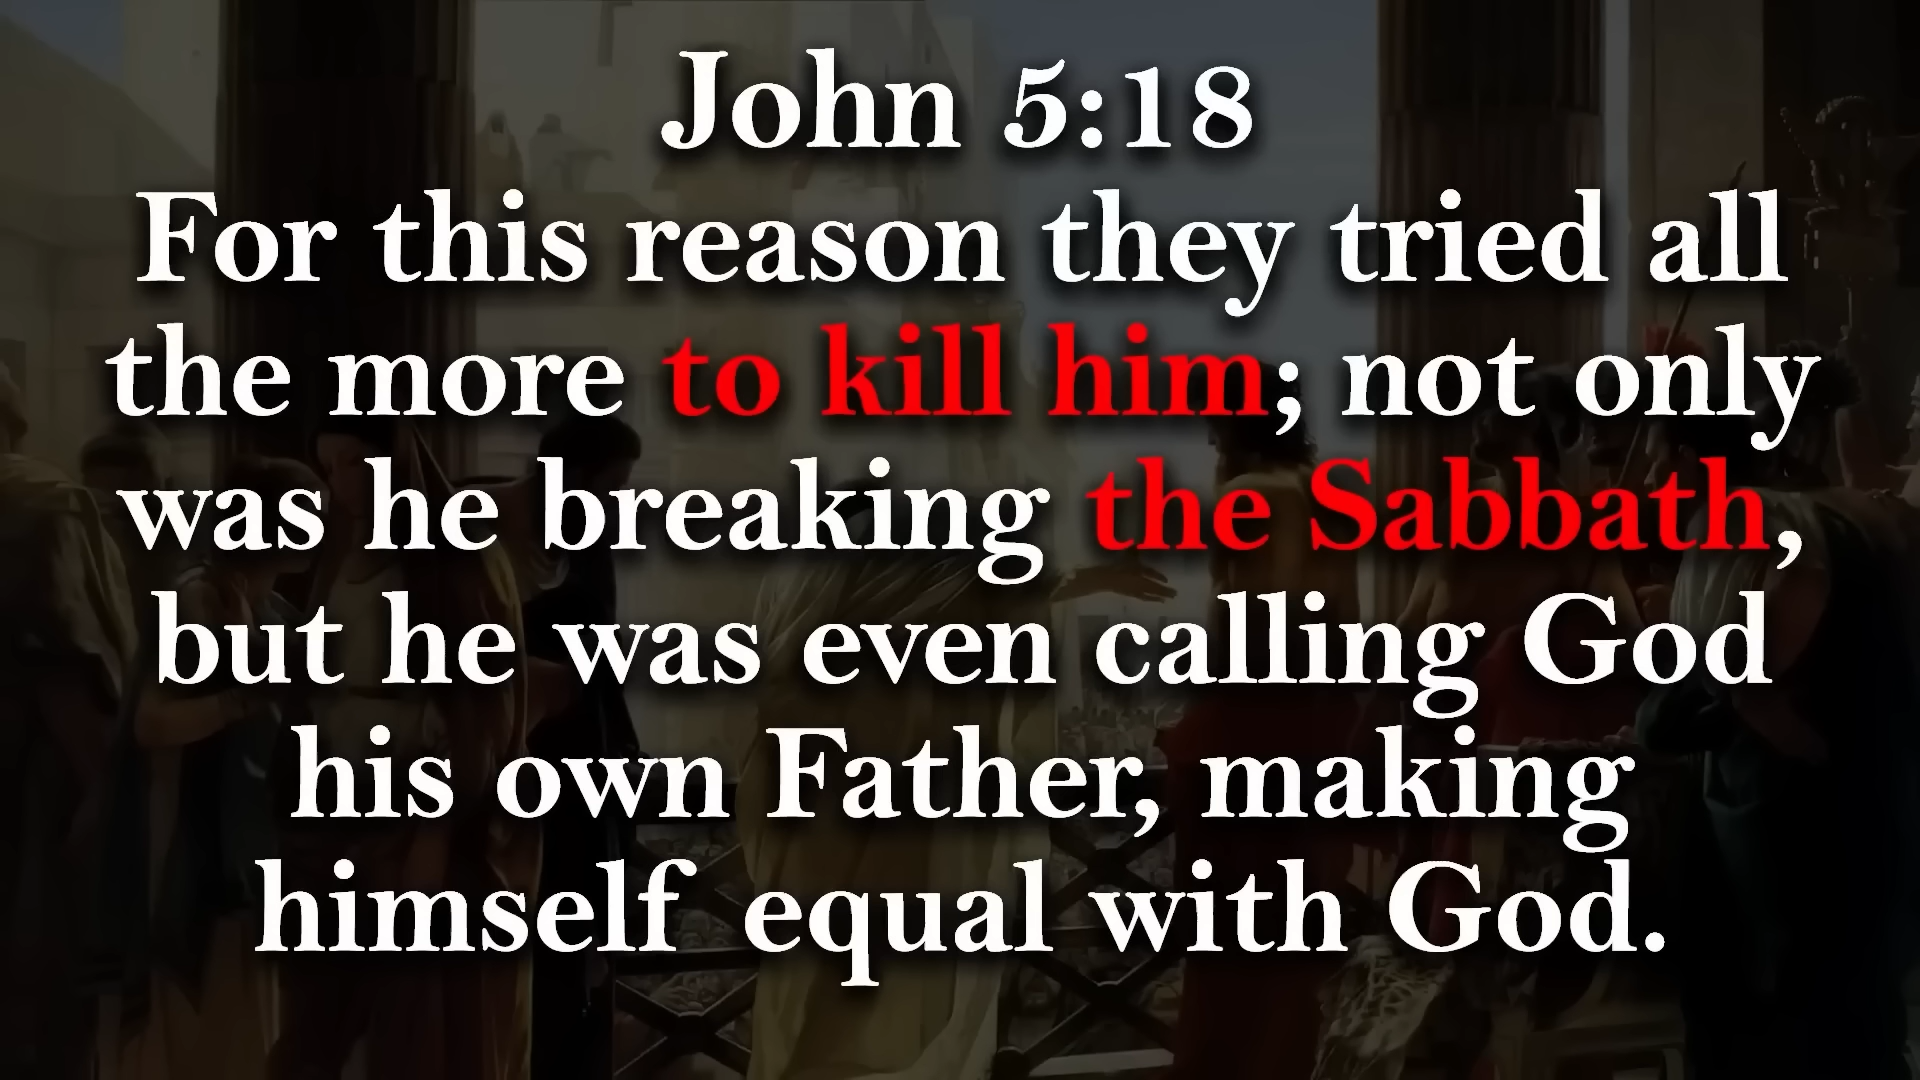 John 5:18
For this reason they tried all
the more to kill him; not only
was he breaking the Sabbath,
but he was even calling God
his own Father, making
himself equal with God.